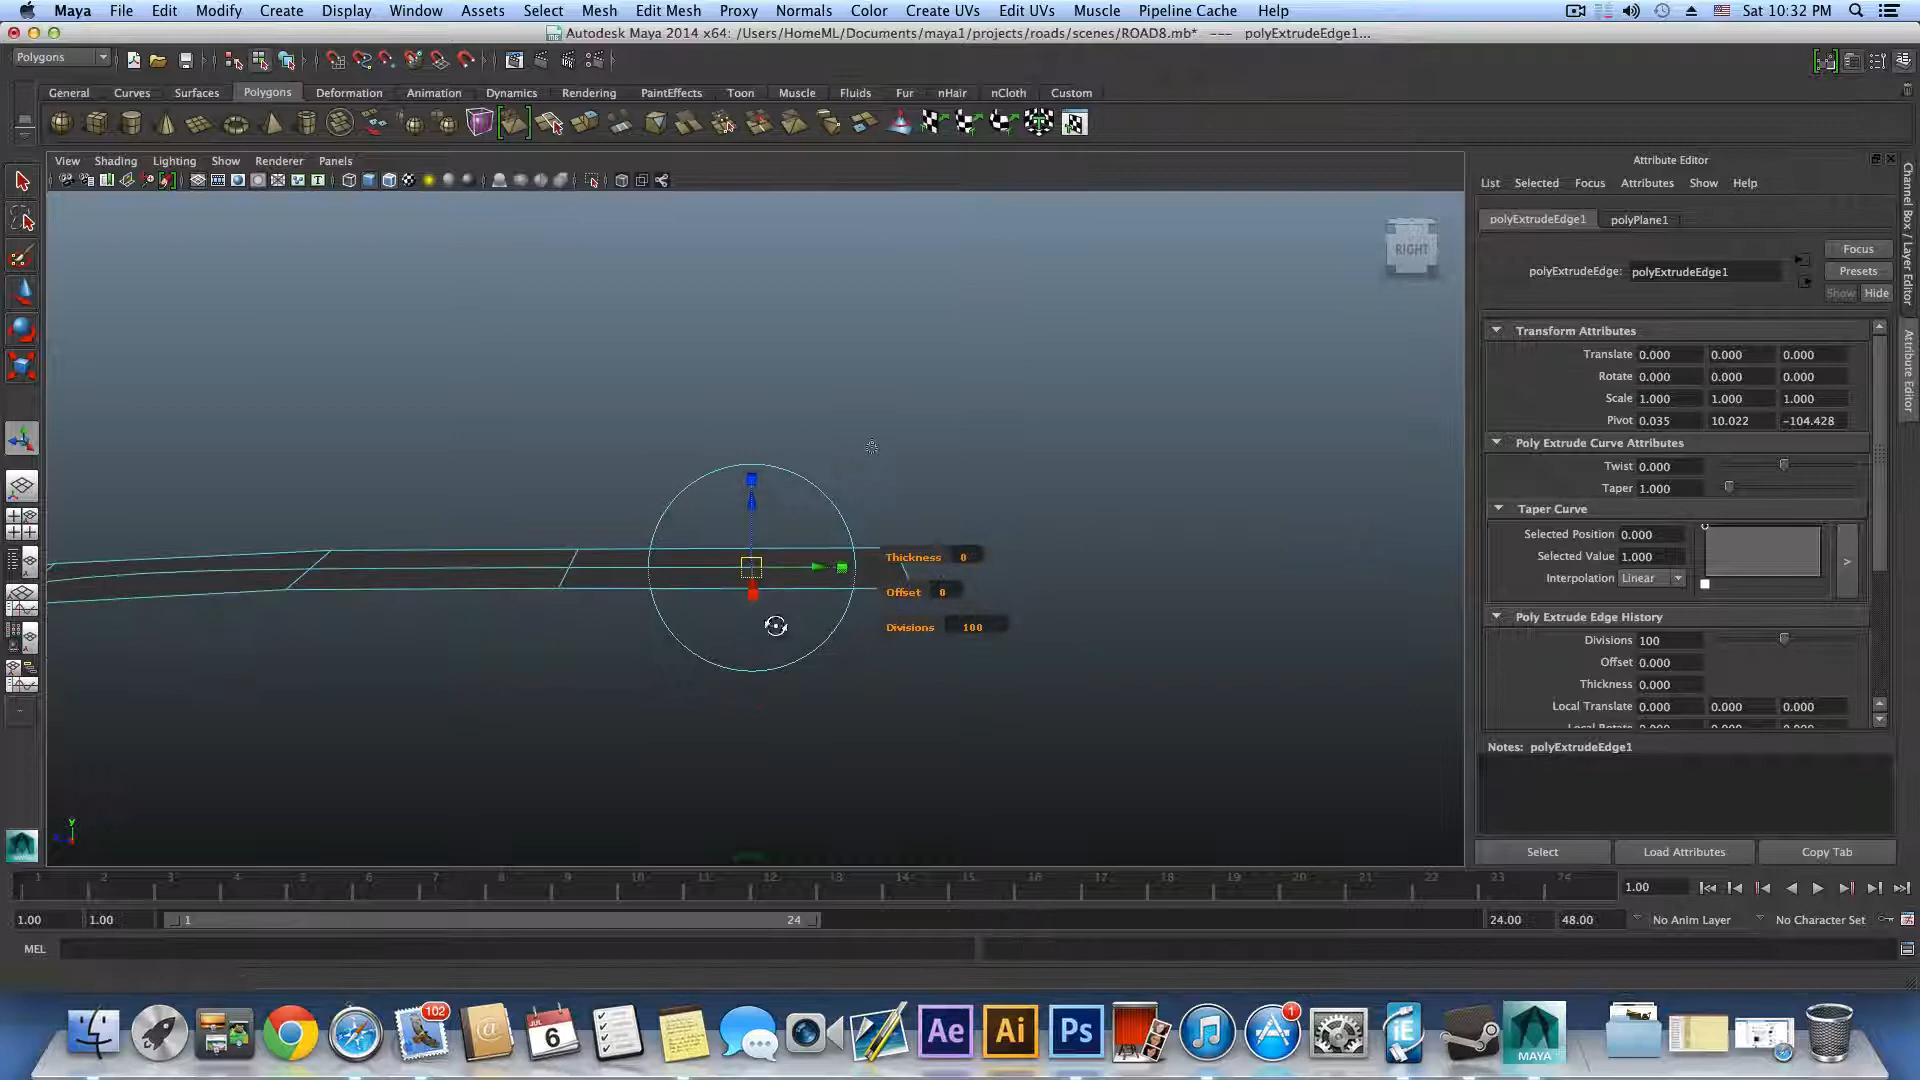 Maya File Edit Modify Create Display Window Assets Select Mesh Edit Mesh Proxy Normals Color Create UVs Edit UVs Muscle Pipeline Cache Help Sat 10:32 PM
Autodesk Maya 2014 x64: /Users/HomeML/Documents/maya1/projects/roads/scenes/ROAD8.mb* --- polyExtrudeEdge1...
Polygons
General Curves Surfaces Polygons Deformation Animation Dynamics Rendering PaintEffects Toon Muscle Fluids Fur nHair nCloth Custom
View Shading Lighting Show Renderer Panels
RIGHT
Thickness 0
Offset 0
Divisions 100
y
Attribute Editor
List Selected Focus Attributes Show Help
polyExtrudeEdge1 polyPlane1
Focus
polyExtrudeEdge: polyExtrudeEdge1
Presets
Show Hide
Transform Attributes
Translate 0.000 0.000 0.000
Rotate 0.000 0.000 0.000
Scale 1.000 1.000 1.000
Pivot 0.035 10.022 -104.428
Poly Extrude Curve Attributes
Twist 0.000
Taper 1.000
Taper Curve
Selected Position 0.000
Selected Value 1.000
Interpolation Linear
>
Poly Extrude Edge History
Divisions 100
Offset 0.000
Thickness 0.000
Local Translate 0.000 0.000 0.000
Local Rotate 0.000 0.000 0.000
Notes: polyExtrudeEdge1
Select Load Attributes Copy Tab
Channel Box / Layer Editor
Attribute Editor
1 2 3 4 5 6 7 8 9 10 11 12 13 14 15 16 17 18 19 20 21 22 23 24
1.00
1.00 1.00 1 24 24.00 48.00 No Anim Layer No Character Set
MEL
102
JUL
6
Ae
Ai
Ps
1
iE
MAYA